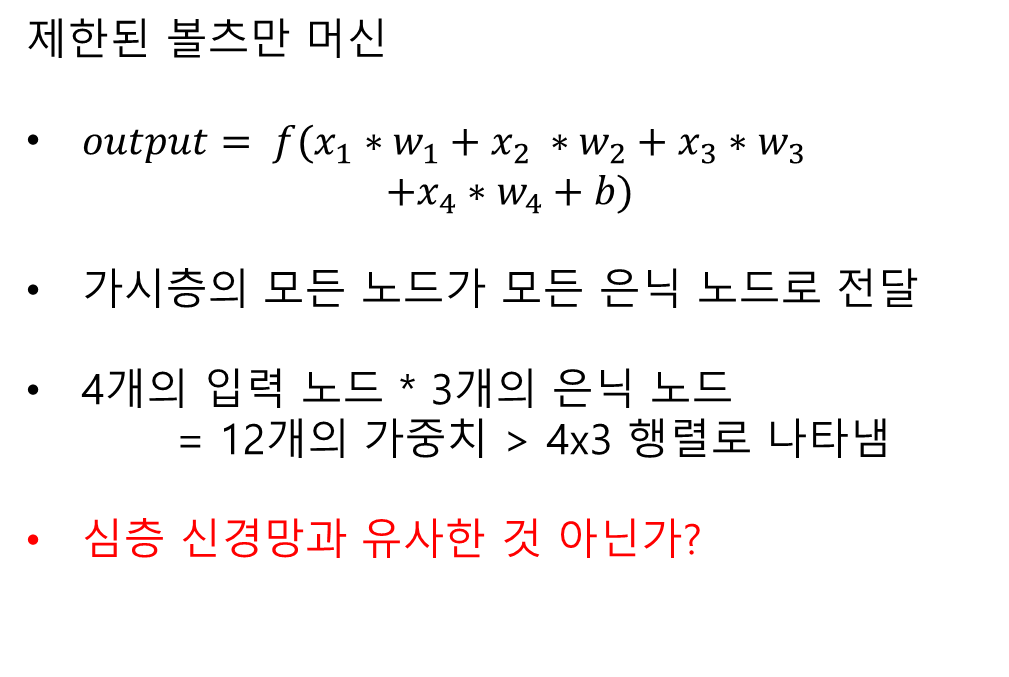 제한된 볼츠만 머신
• output = f(x₁ ∗ w₁ + x₂ ∗ w₂ + x₃ ∗ w₃
+x₄ ∗ w₄ + b)
• 가시층의 모든 노드가 모든 은닉 노드로 전달
• 4개의 입력 노드 * 3개의 은닉 노드
= 12개의 가중치 > 4x3 행렬로 나타냄
• 심층 신경망과 유사한 것 아닌가?